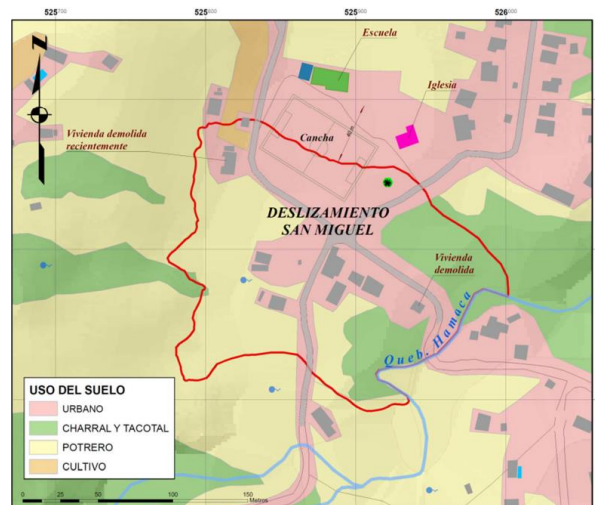 525700
525800
525900
526000
Escuela
Iglesia
Vivienda demolida
recientemente
Cancha
40 m
DESLIZAMIENTO
SAN MIGUEL
Vivienda
demolida
Queb. Hamaca
USO DEL SUELO
URBANO
CHARRAL Y TACOTAL
POTRERO
CULTIVO
0 25 50 100 150
Metros